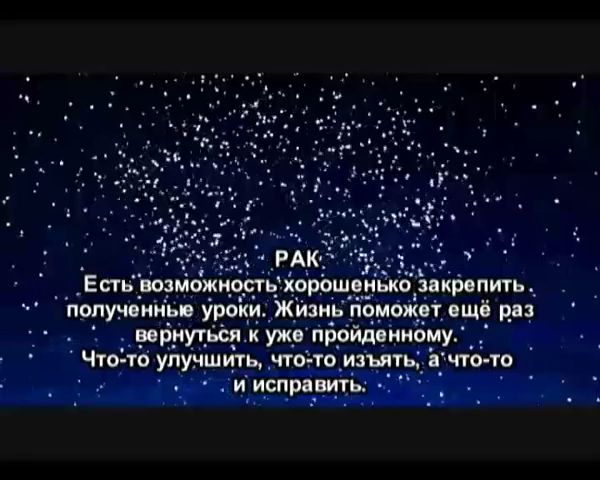 РАК
Есть возможность хорошенько закрепить
полученные уроки. Жизнь поможет ещё раз
вернуться к уже пройденному.
Что-то улучшить, что-то изъять, а что-то
и исправить.